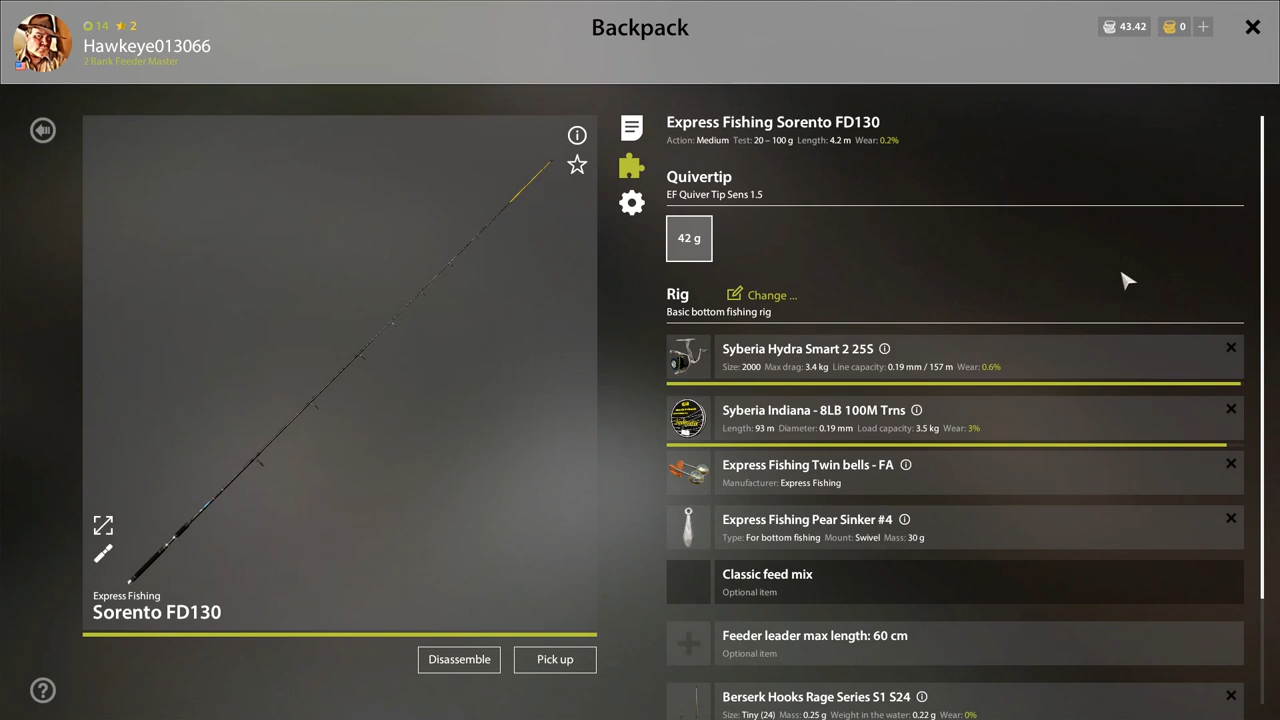 14 2
Backpack
43.42 0 +
Hawkeye013066
2 Rank Feeder Master
Express Fishing Sorento FD130
Action: Medium Test: 20 – 100 g Length: 4.2 m Wear: 0.2%
Quivertip
EF Quiver Tip Sens 1.5
42 g
Rig Change ...
Basic bottom fishing rig
Syberia Hydra Smart 2 25S
Size: 2000 Max drag: 3.4 kg Line capacity: 0.19 mm / 157 m Wear: 0.6%
Syberia Indiana - 8LB 100M Trns
Length: 93 m Diameter: 0.19 mm Load capacity: 3.5 kg Wear: 3%
Express Fishing Twin bells - FA
Manufacturer: Express Fishing
Express Fishing Pear Sinker #4
Type: For bottom fishing Mount: Swivel Mass: 30 g
Classic feed mix
Optional item
Feeder leader max length: 60 cm
Optional item
Berserk Hooks Rage Series S1 S24
Size: Tiny (24) Mass: 0.25 g Weight in the water: 0.22 g Wear: 0%
Express Fishing
Sorento FD130
Disassemble Pick up